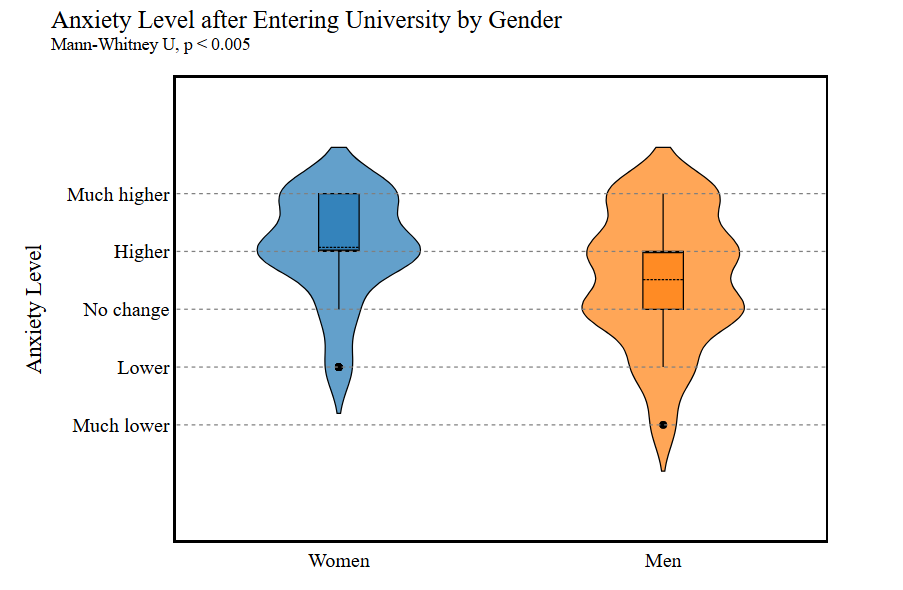 Anxiety Level after Entering University by Gender
Mann-Whitney U, p < 0.005
Much higher
Higher
No change
Lower
Much lower
Anxiety Level
Women
Men